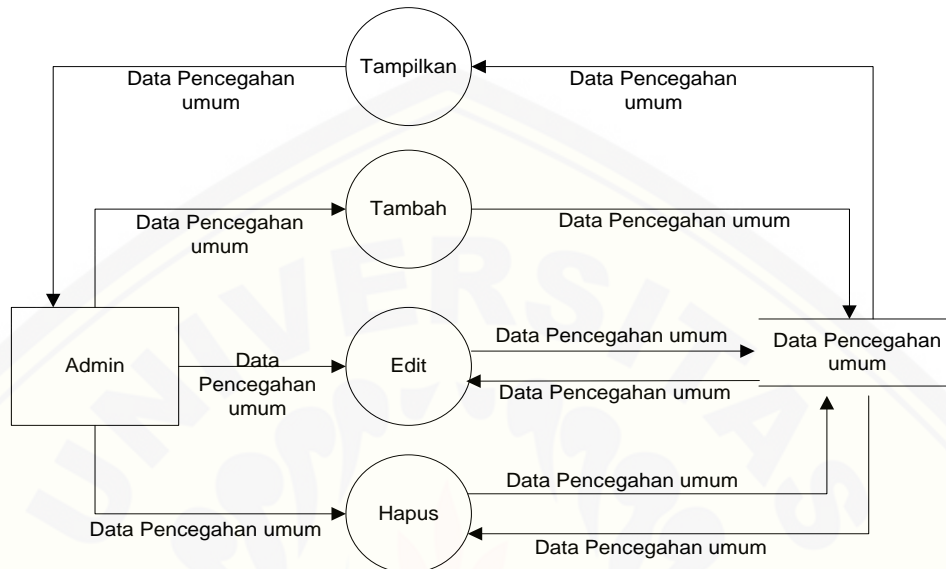 Tampilkan
Data Pencegahan
umum
Data Pencegahan
umum
Tambah
Data Pencegahan
umum
Data Pencegahan umum
Admin
Data
Pencegahan
umum
Edit
Data Pencegahan umum
Data Pencegahan umum
Data Pencegahan
umum
Hapus
Data Pencegahan umum
Data Pencegahan umum
Data Pencegahan umum
UNIVERSITAS